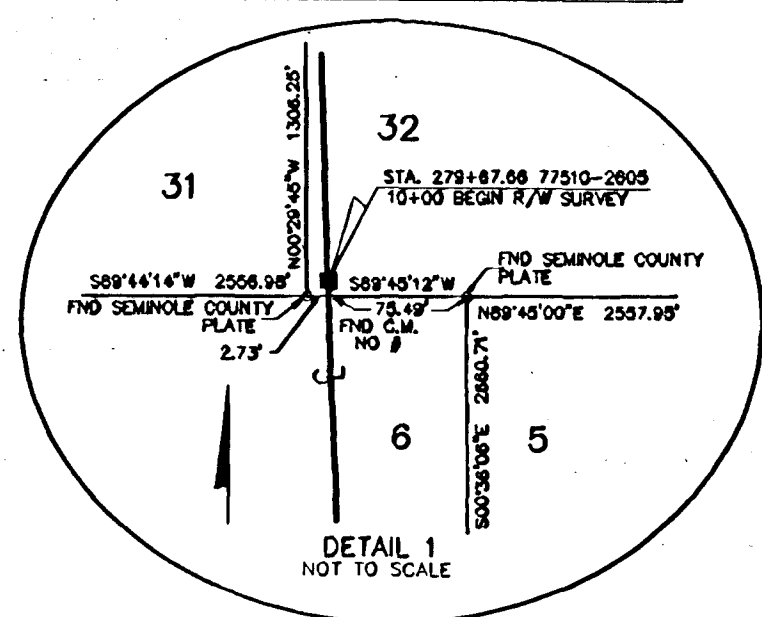 32
31
N00°29'45"W 1306.25'
STA. 279+67.66 77510-2605
10+00 BEGIN R/W SURVEY
S89°44'14"W 2556.98'
S89°45'12"W
FND SEMINOLE COUNTY
PLATE
FND SEMINOLE COUNTY
PLATE
75.49'
N89°45'00"E 2557.95'
FND C.M.
NO #
2.73'
S00°36'06"E 2660.71'
6
5
DETAIL 1
NOT TO SCALE